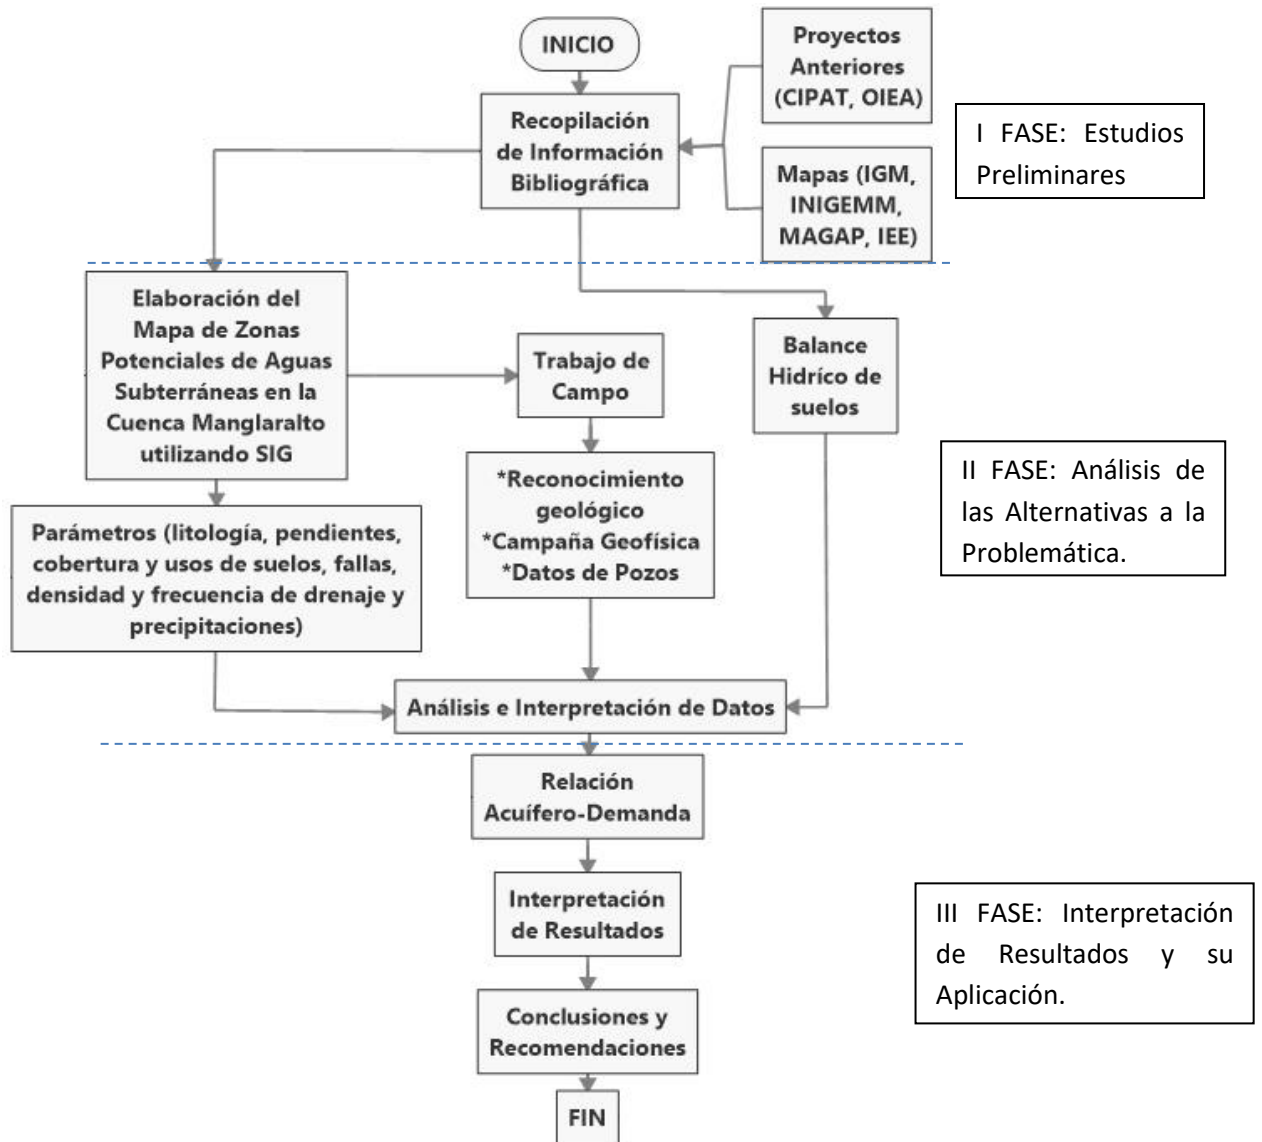 INICIO
Proyectos
Anteriores
(CIPAT, OIEA)
Recopilación
de Información
Bibliográfica
Mapas (IGM,
INIGEMM,
MAGAP, IEE)
I FASE: Estudios
Preliminares
Elaboración del
Mapa de Zonas
Potenciales de Aguas
Subterráneas en la
Cuenca Manglaralto
utilizando SIG
Trabajo de
Campo
Balance
Hidríco de
suelos
*Reconocimiento
geológico
*Campaña Geofísica
*Datos de Pozos
II FASE: Análisis de
las Alternativas a la
Problemática.
Parámetros (litología, pendientes,
cobertura y usos de suelos, fallas,
densidad y frecuencia de drenaje y
precipitaciones)
Análisis e Interpretación de Datos
Relación
Acuífero-Demanda
Interpretación
de Resultados
III FASE: Interpretación
de Resultados y su
Aplicación.
Conclusiones y
Recomendaciones
FIN